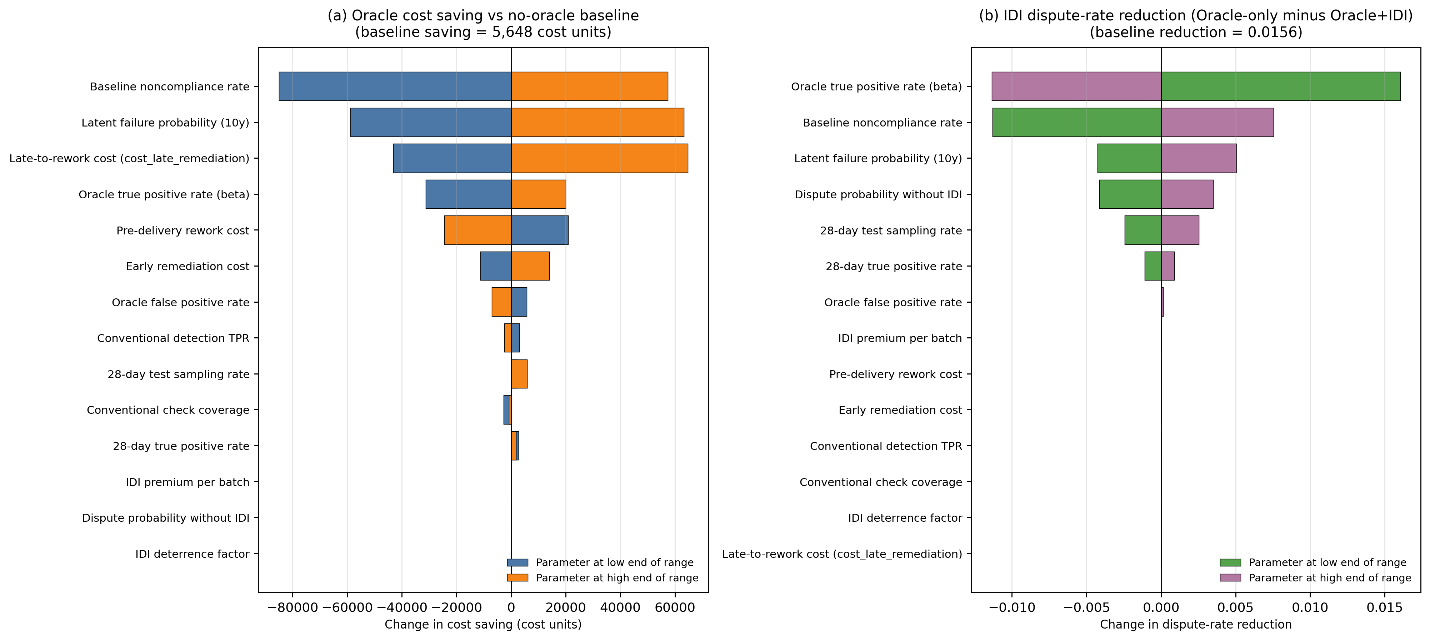 (a) Oracle cost saving vs no-oracle baseline
(baseline saving = 5,648 cost units)
Baseline noncompliance rate
Latent failure probability (10y)
Late-to-rework cost (cost_late_remediation)
Oracle true positive rate (beta)
Pre-delivery rework cost
Early remediation cost
Oracle false positive rate
Conventional detection TPR
28-day test sampling rate
Conventional check coverage
28-day true positive rate
IDI premium per batch
Dispute probability without IDI
IDI deterrence factor
Parameter at low end of range
Parameter at high end of range
−80000 −60000 −40000 −20000 0 20000 40000 60000
Change in cost saving (cost units)
(b) IDI dispute-rate reduction (Oracle-only minus Oracle+IDI)
(baseline reduction = 0.0156)
Oracle true positive rate (beta)
Baseline noncompliance rate
Latent failure probability (10y)
Dispute probability without IDI
28-day test sampling rate
28-day true positive rate
Oracle false positive rate
IDI premium per batch
Pre-delivery rework cost
Early remediation cost
Conventional detection TPR
Conventional check coverage
IDI deterrence factor
Late-to-rework cost (cost_late_remediation)
Parameter at low end of range
Parameter at high end of range
−0.010 −0.005 0.000 0.005 0.010 0.015
Change in dispute-rate reduction